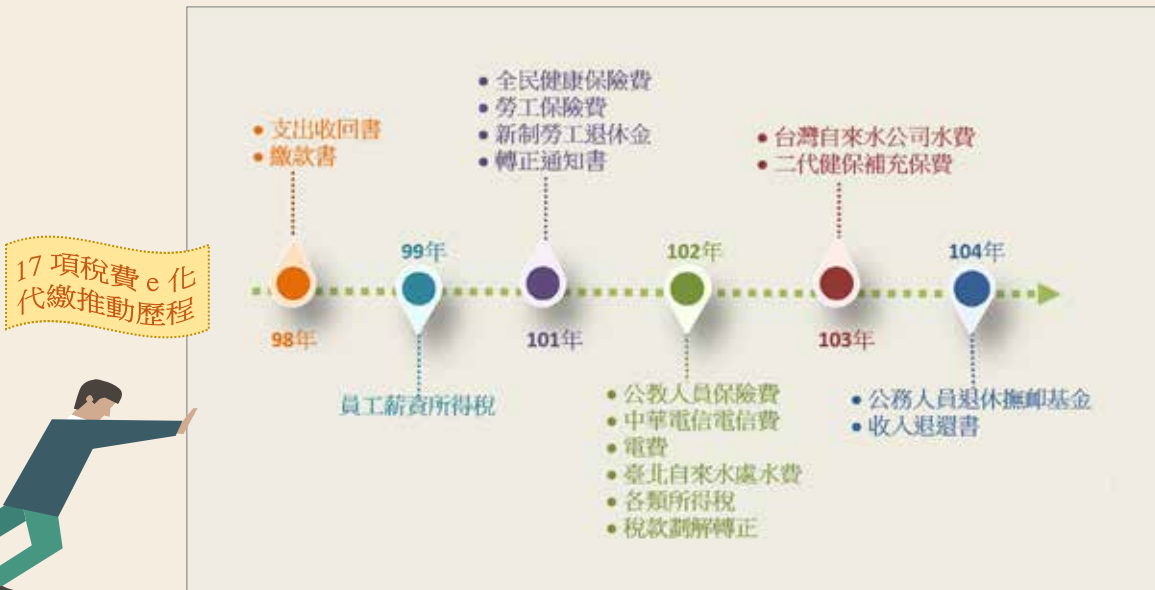 17 項稅費 e 化
代繳推動歷程
• 支出收回書
• 繳款書
98年
99年
員工薪資所得稅
• 全民健康保險費
• 勞工保險費
• 新制勞工退休金
• 轉正通知書
101年
102年
• 公教人員保險費
• 中華電信電信費
• 電費
• 臺北自來水處水費
• 各類所得稅
• 稅款劃解轉正
• 台灣自來水公司水費
• 二代健保補充保費
103年
104年
• 公務人員退休撫卹基金
• 收入退還書